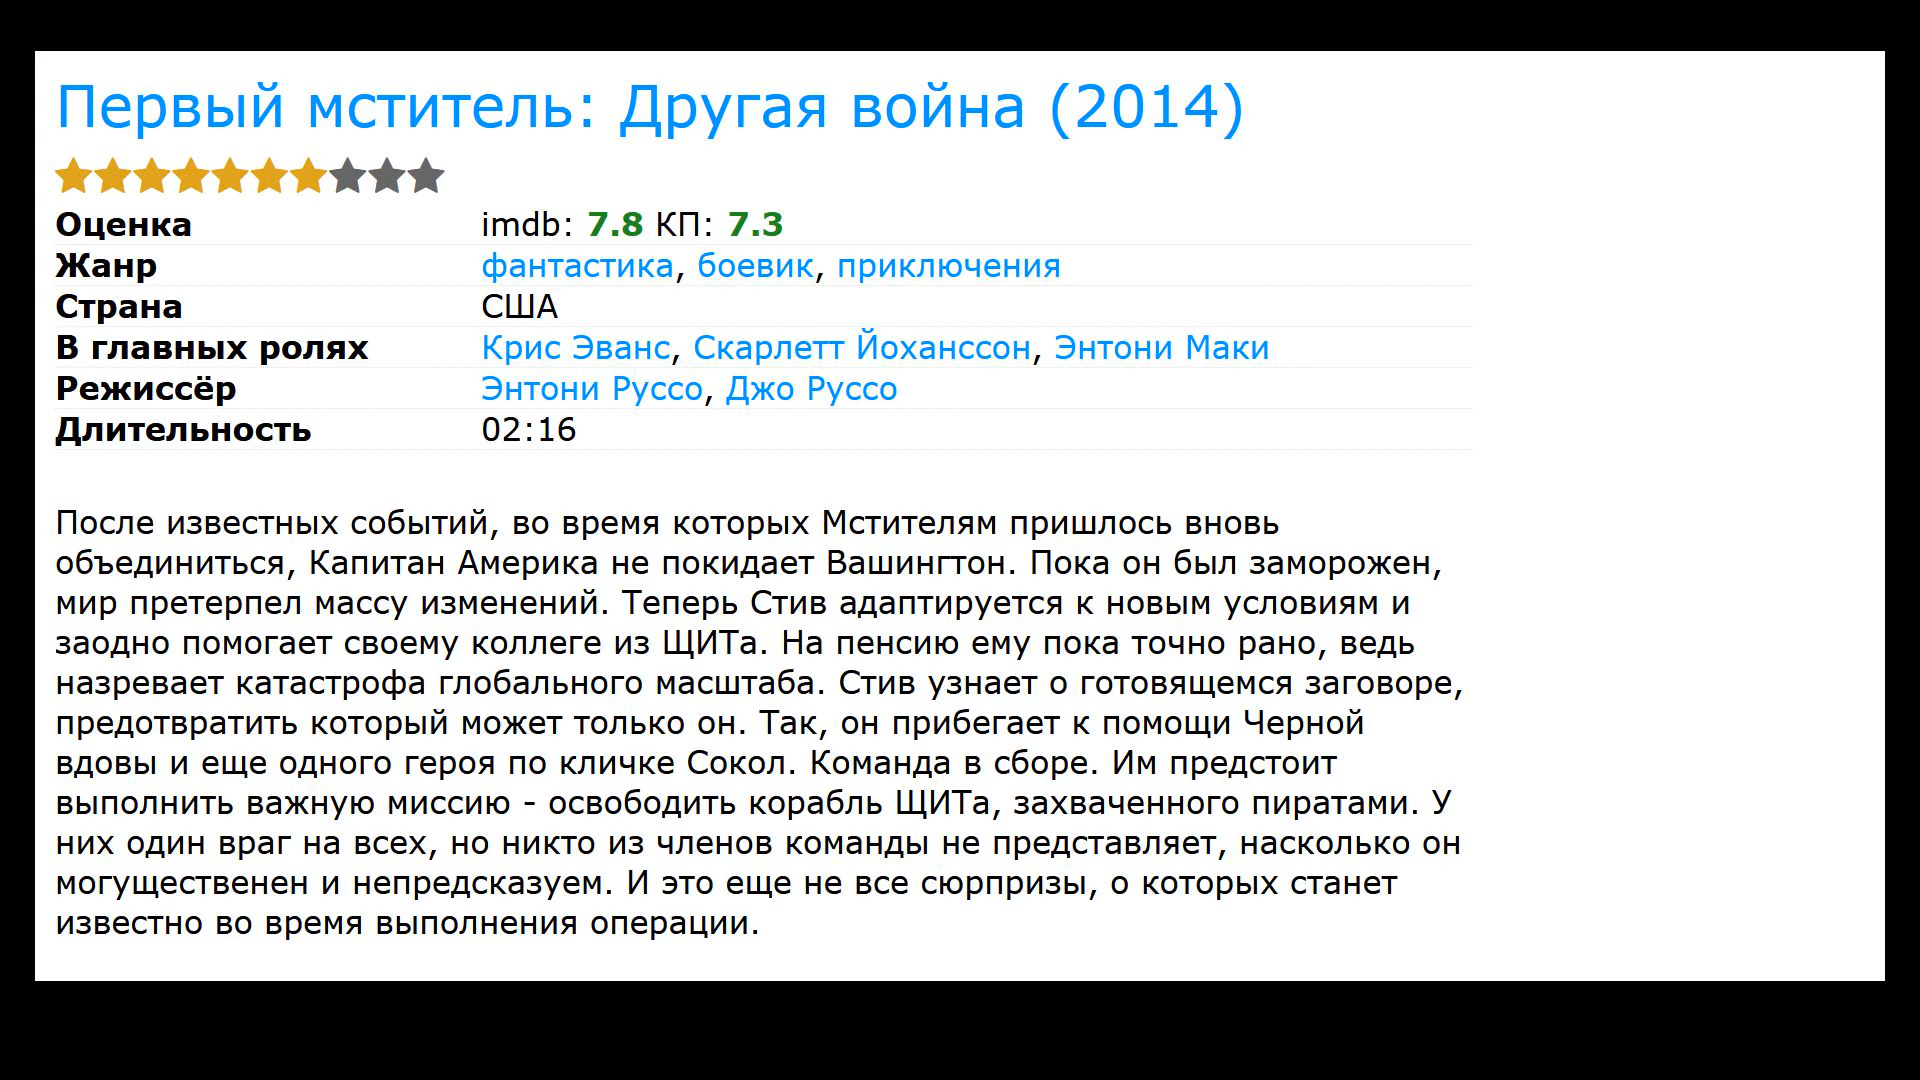 Первый мститель: Другая война (2014)
Оценка imdb: 7.8 КП: 7.3
Жанр фантастика, боевик, приключения
Страна США
В главных ролях Крис Эванс, Скарлетт Йоханссон, Энтони Маки
Режиссёр Энтони Руссо, Джо Руссо
Длительность 02:16
После известных событий, во время которых Мстителям пришлось вновь
объединиться, Капитан Америка не покидает Вашингтон. Пока он был заморожен,
мир претерпел массу изменений. Теперь Стив адаптируется к новым условиям и
заодно помогает своему коллеге из ЩИТа. На пенсию ему пока точно рано, ведь
назревает катастрофа глобального масштаба. Стив узнает о готовящемся заговоре,
предотвратить который может только он. Так, он прибегает к помощи Черной
вдовы и еще одного героя по кличке Сокол. Команда в сборе. Им предстоит
выполнить важную миссию - освободить корабль ЩИТа, захваченного пиратами. У
них один враг на всех, но никто из членов команды не представляет, насколько он
могущественен и непредсказуем. И это еще не все сюрпризы, о которых станет
известно во время выполнения операции.